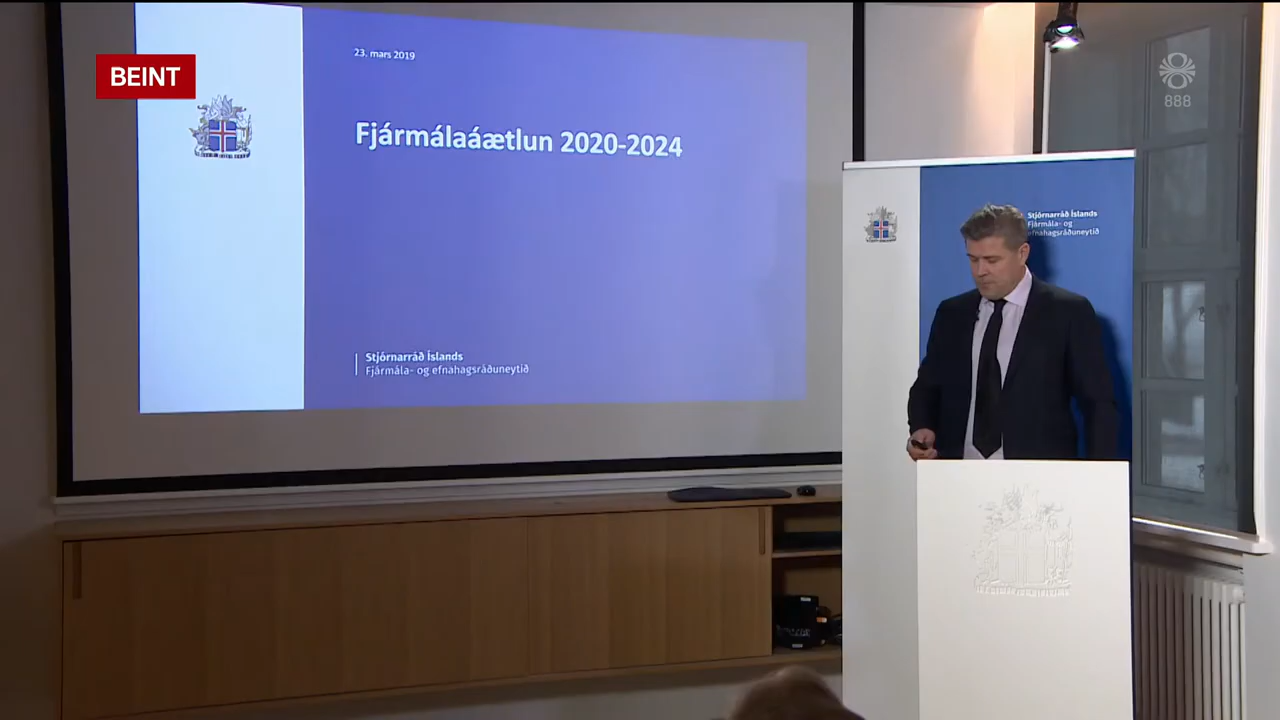 BEINT
23. mars 2019
Fjármálaáætlun 2020-2024
Stjórnarráð Íslands
Fjármála- og efnahagsráðuneytið
888
Stjórnarráð Íslands
Fjármála- og
efnahagsráðuneytið